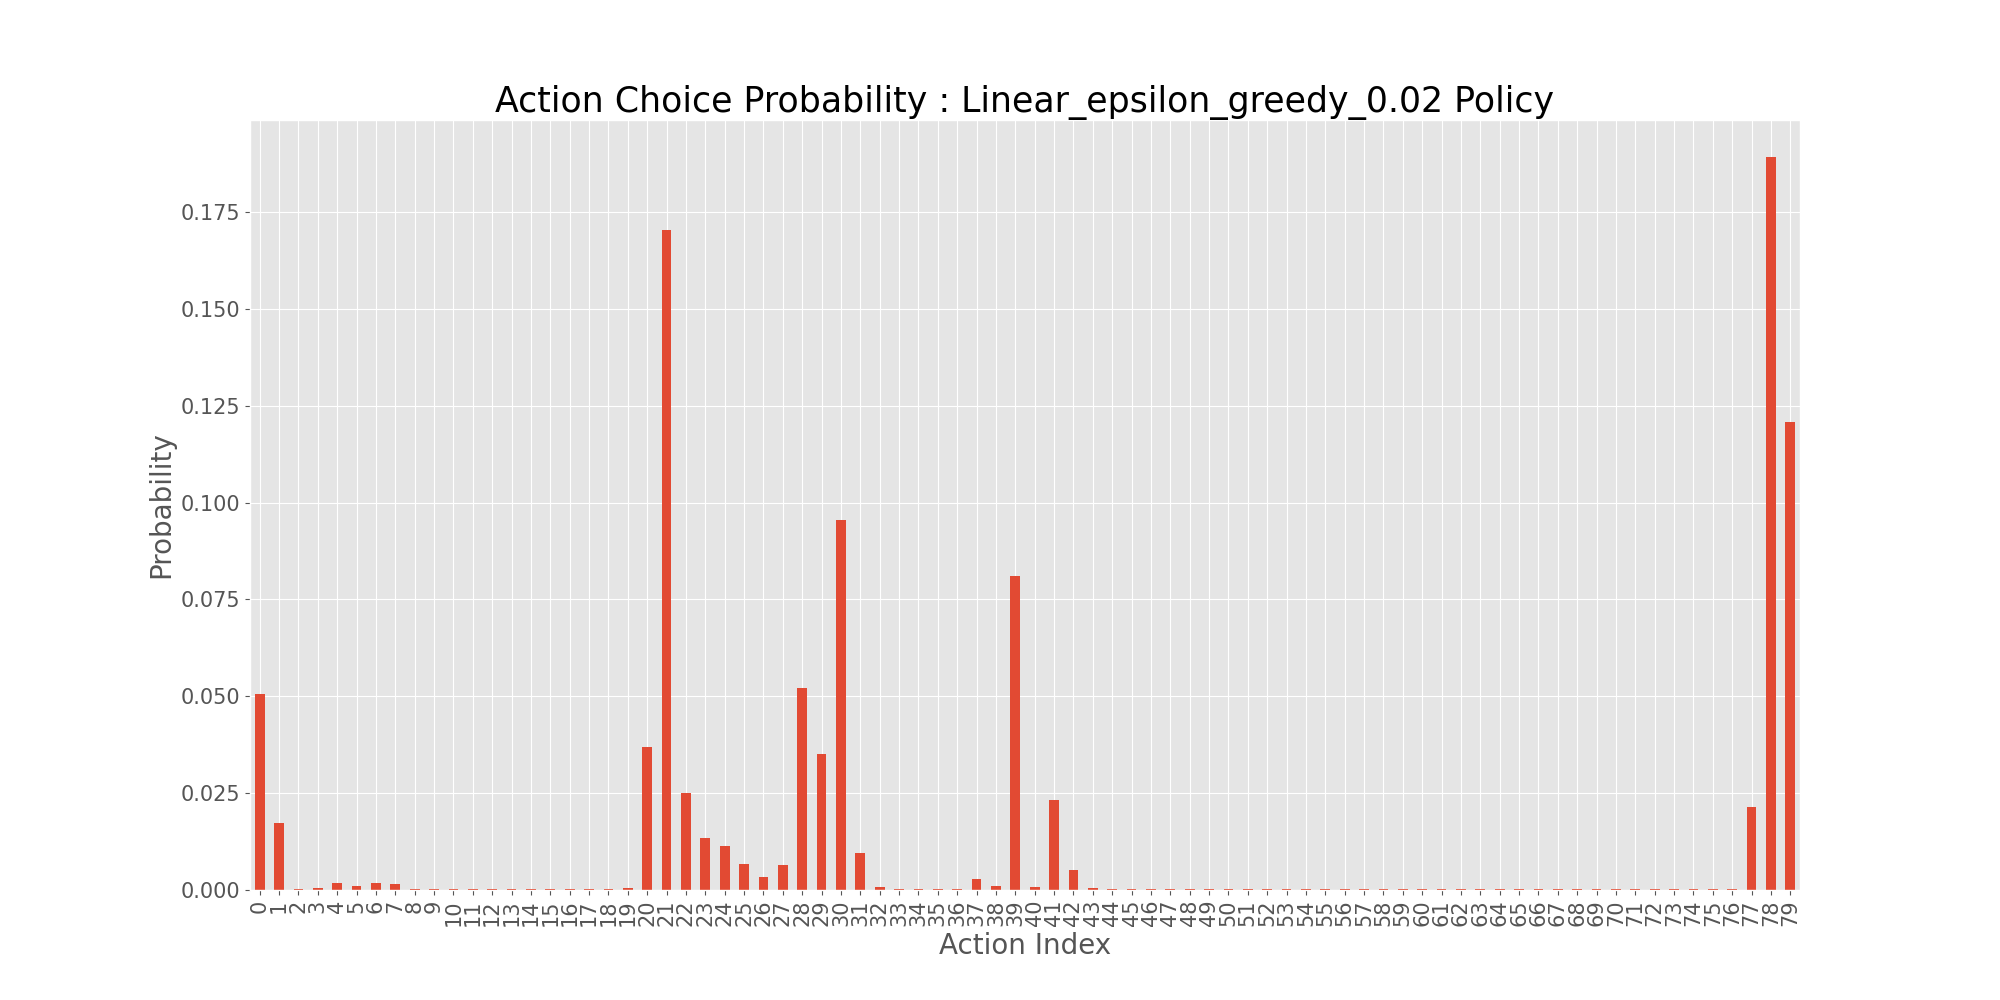 Action Choice Probability : Linear_epsilon_greedy_0.02 Policy
0.175
0.150
0.125
0.100
0.075
0.050
0.025
0.000
Probability
0 1 2 3 4 5 6 7 8 9 10 11 12 13 14 15 16 17 18 19 20 21 22 23 24 25 26 27 28 29 30 31 32 33 34 35 36 37 38 39 40 41 42 43 44 45 46 47 48 49 50 51 52 53 54 55 56 57 58 59 60 61 62 63 64 65 66 67 68 69 70 71 72 73 74 75 76 77 78 79
Action Index